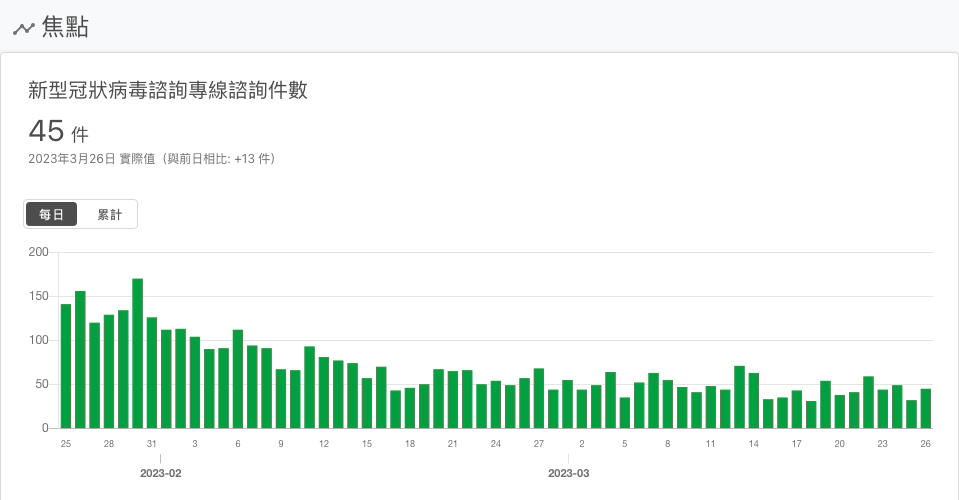 焦點
新型冠狀病毒諮詢專線諮詢件數
45 件
2023年3月26日 實際值（與前日相比: +13 件）
每日 累計
200
150
100
50
0
25 28 31 3 6 9 12 15 18 21 24 27 2 5 8 11 14 17 20 23 26
2023-02 2023-03